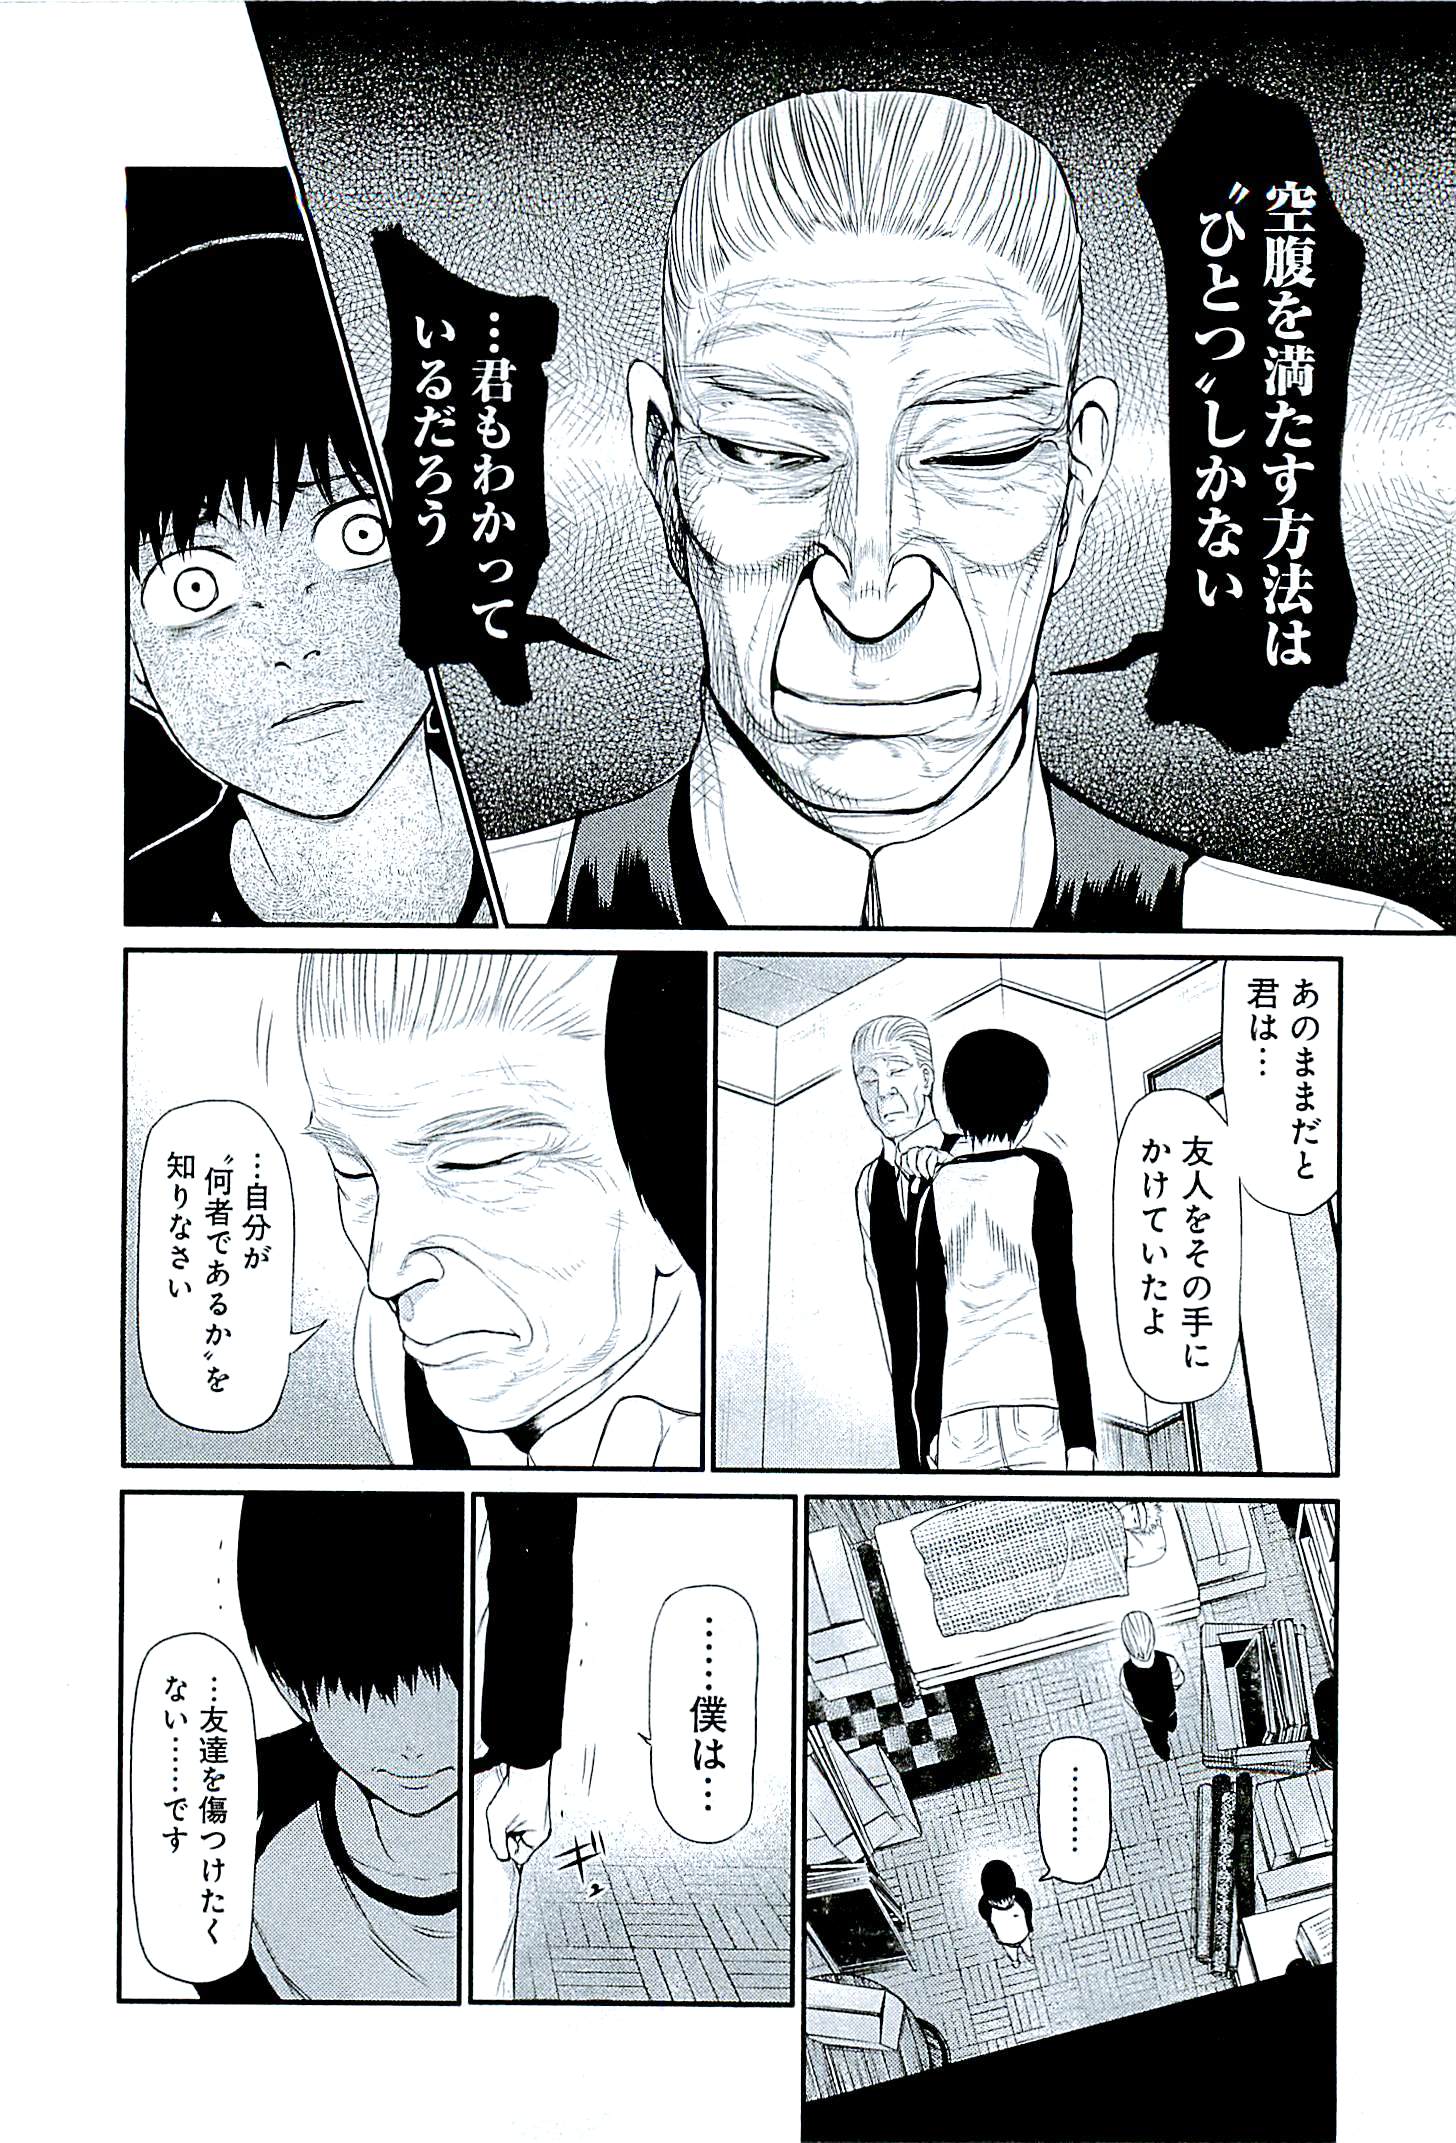 空腹を満たす方法は
〝ひとつ〟しかない
…君もわかって
いるだろう
あのままだと
君は…
友人をその手に
かけていたよ
…自分が
〝何者であるか〟を
知りなさい
………
………僕は…
ギュ
…友達を傷つけたく
ない……です